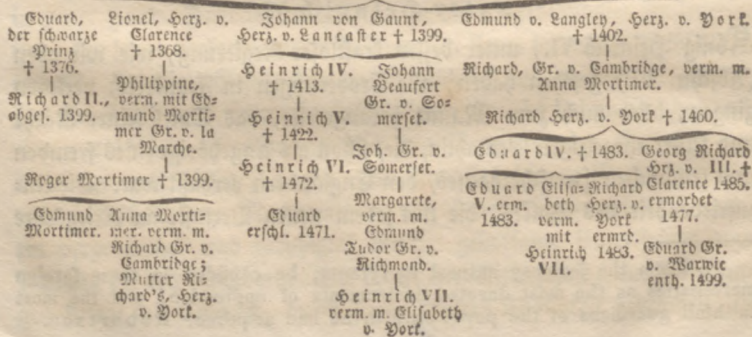 Eduard,
der schwarze
Prinz
† 1376.
Richard II.,
abges. 1399.
Lionel, Herz. v.
Clarence
† 1368.
Philippine,
verm. mit Ed-
mund Morti-
mer Gr. v. la
Marche.
Roger Mortimer † 1399.
Edmund
Mortimer.
Anna Morti-
mer. verm. m.
Richard Gr. v.
Cambridge;
Mutter Ri-
chard's, Herz.
v. York.
Johann von Gaunt,
Herz. v. Lancaster † 1399.
Heinrich IV.
† 1413.
Heinrich V.
† 1422.
Heinrich VI.
† 1472.
Eduard
erschl. 1471.
Johann
Beaufort
Gr. v. So-
merset.
Joh. Gr. v.
Somerset.
Margarete,
verm. m.
Edmund
Tudor Gr. v.
Richmond.
Heinrich VII.
verm. m. Elisabeth
v. York.
Edmund v. Langley, Herz. v. York.
† 1402.
Richard, Gr. v. Cambridge, verm. m.
Anna Mortimer.
Richard Herz. v. York † 1460.
Eduard IV. † 1483.
Eduard
V. erm.
1483.
Elisa-
beth
verm.
mit
Heinrich
VII.
Richard
Herz. v.
York
ermrd.
1483.
Georg
Hrz. v.
Clarence
ermordet
1477.
Eduard Gr.
v. Warwic
enth. 1499.
Richard
III. †
1485.